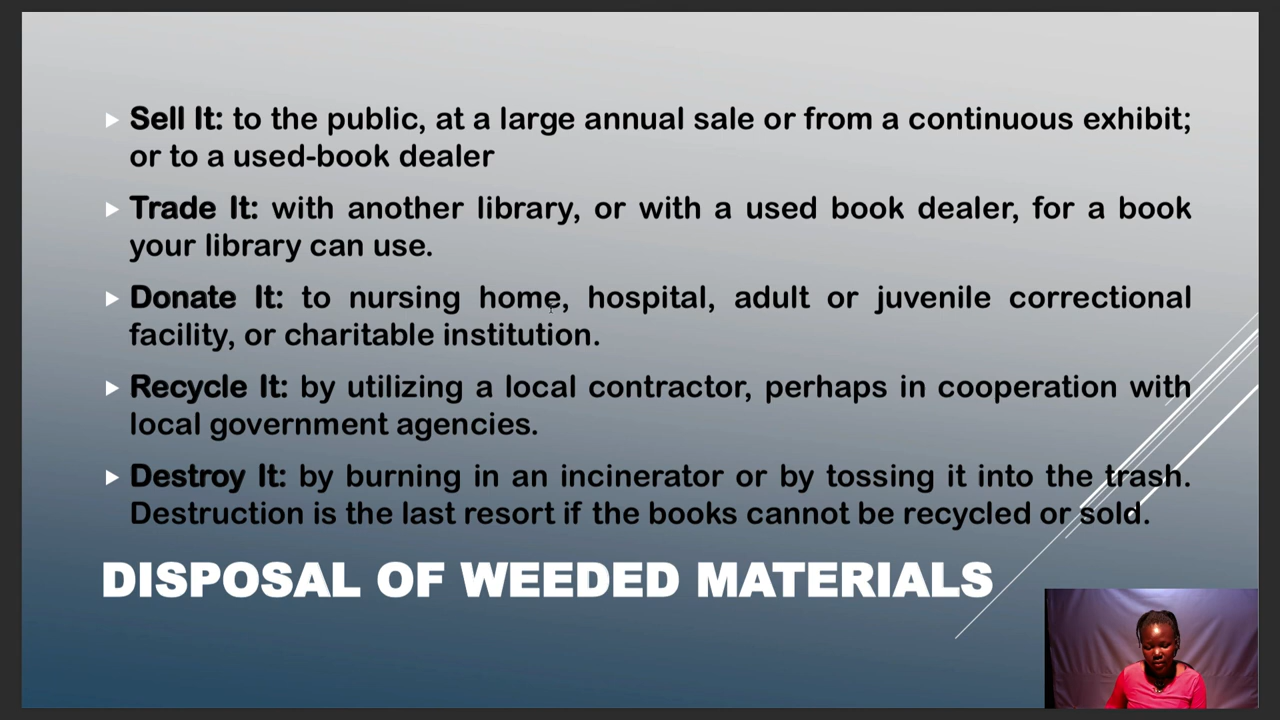 Sell It: to the public, at a large annual sale or from a continuous exhibit;
or to a used-book dealer
Trade It: with another library, or with a used book dealer, for a book
your library can use.
Donate It: to nursing home, hospital, adult or juvenile correctional
facility, or charitable institution.
Recycle It: by utilizing a local contractor, perhaps in cooperation with
local government agencies.
Destroy It: by burning in an incinerator or by tossing it into the trash.
Destruction is the last resort if the books cannot be recycled or sold.
DISPOSAL OF WEEDED MATERIALS